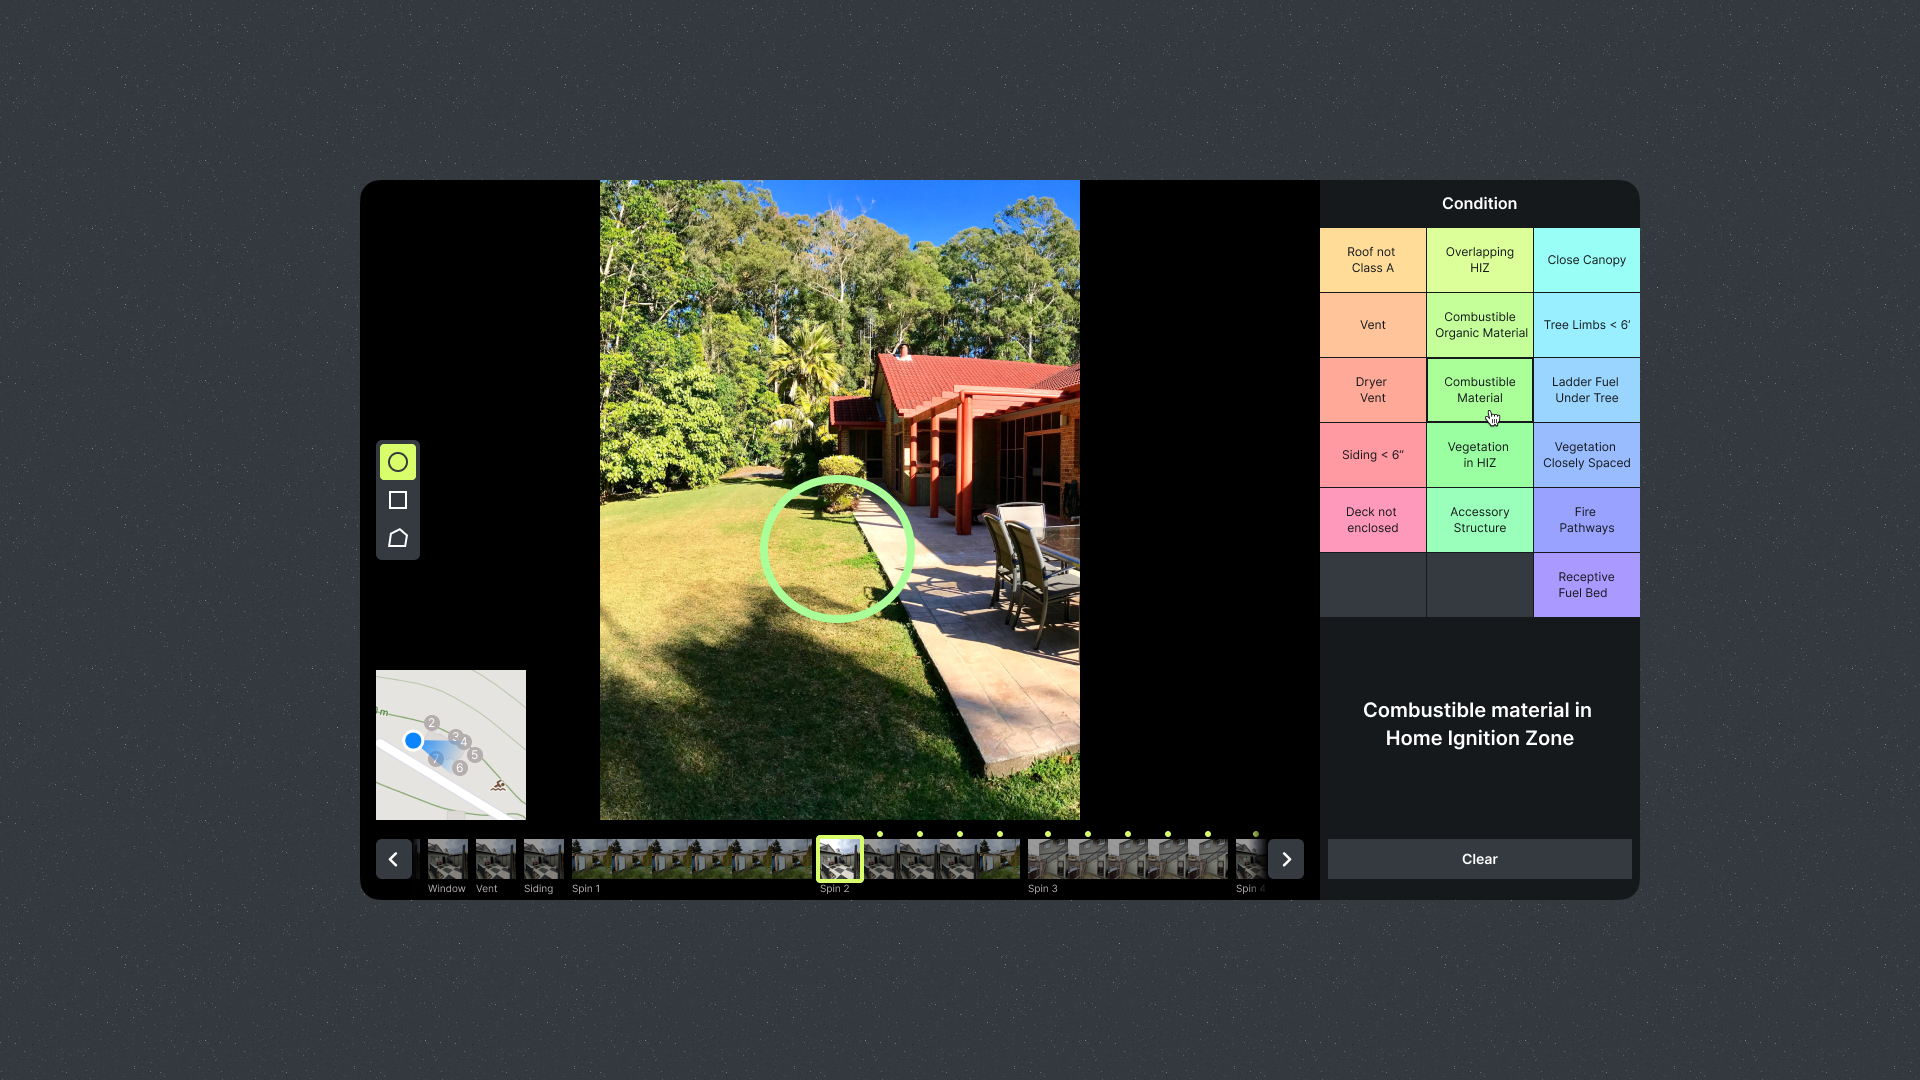 Condition
Roof not
Class A
Overlapping
HIZ
Close Canopy
Vent
Combustible
Organic Material
Tree Limbs < 6'
Dryer
Vent
Combustible
Material
Ladder Fuel
Under Tree
Siding < 6"
Vegetation
in HIZ
Vegetation
Closely Spaced
Deck not
enclosed
Accessory
Structure
Fire
Pathways
Receptive
Fuel Bed
m
2
3
4
5
7
6
Combustible material in
Home Ignition Zone
Clear
Window
Vent
Siding
Spin 1
Spin 2
Spin 3
Spin 4